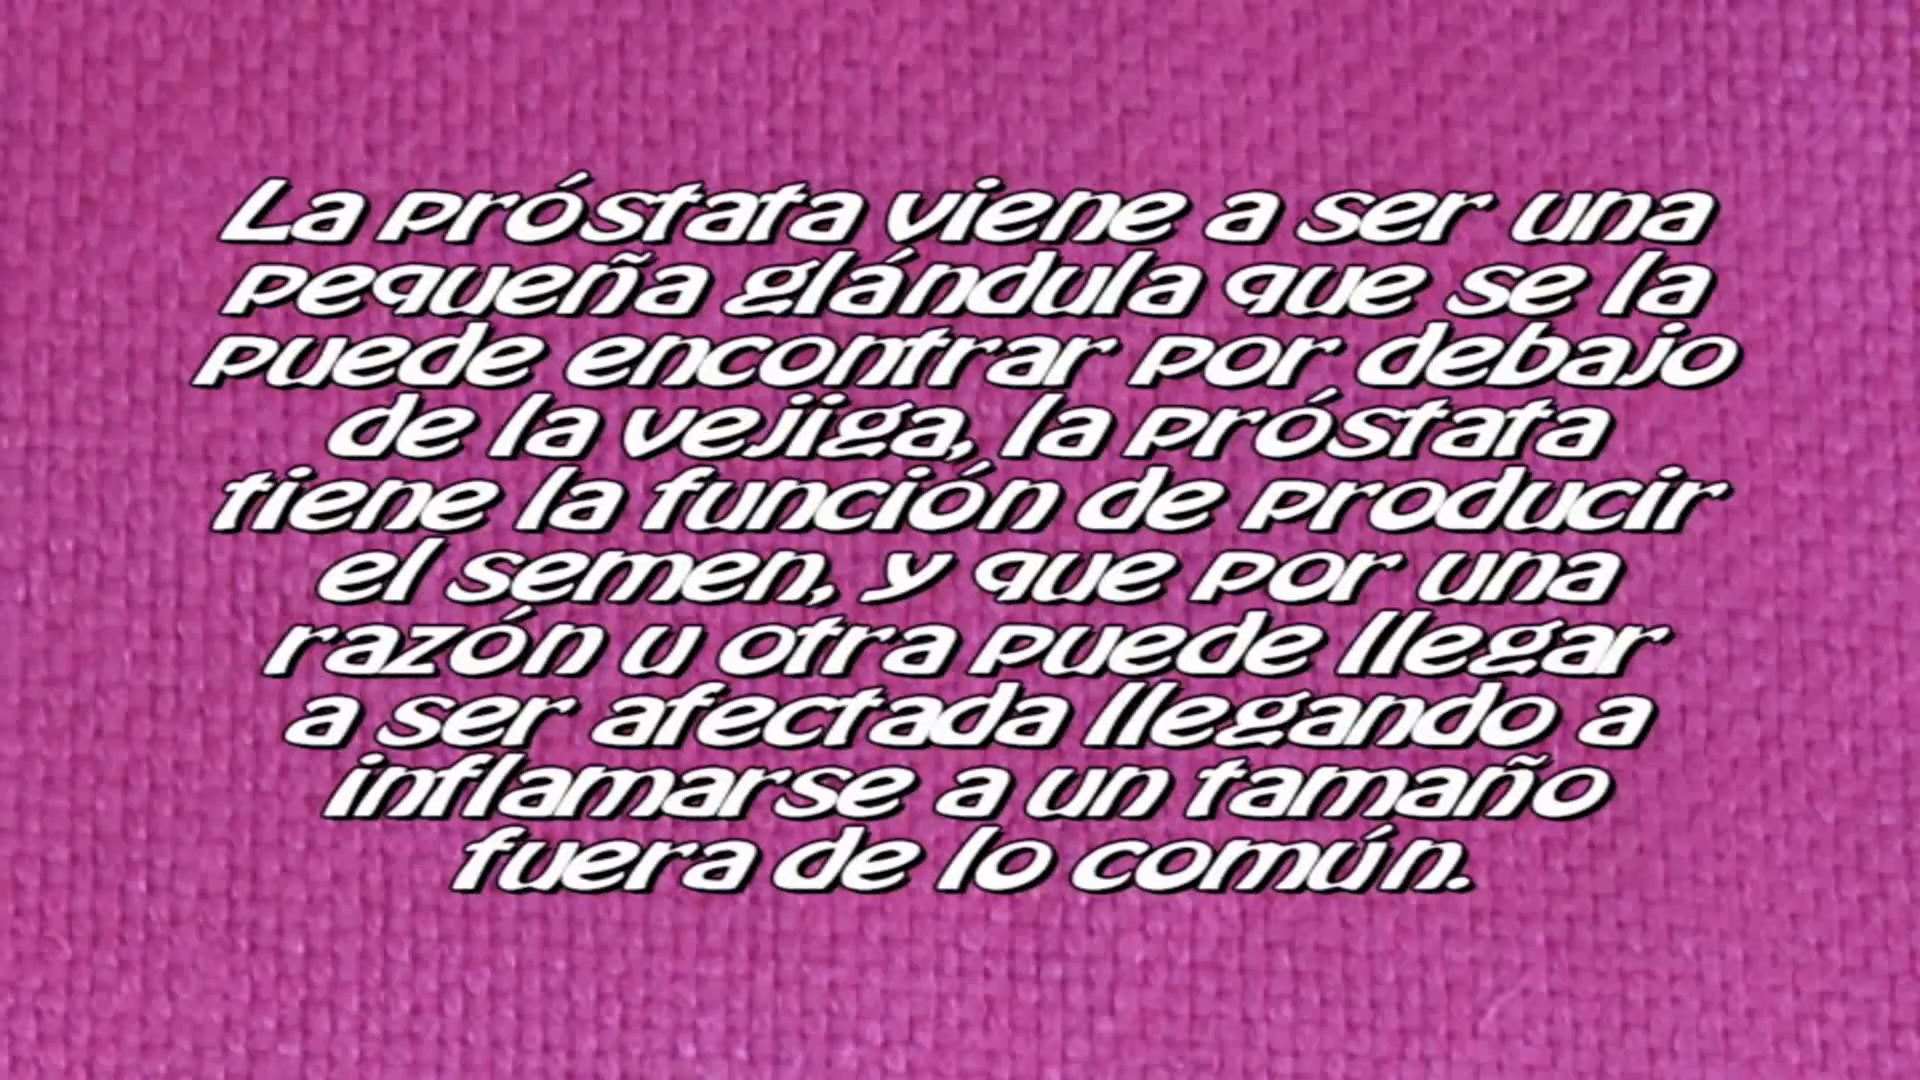 La próstata viene a ser una
pequeña glándula que se la
puede encontrar por debajo
de la vejiga, la próstata
tiene la función de producir
el semen, y que por una
razón u otra puede llegar
a ser afectada llegando a
inflamarse a un tamaño
fuera de lo común.